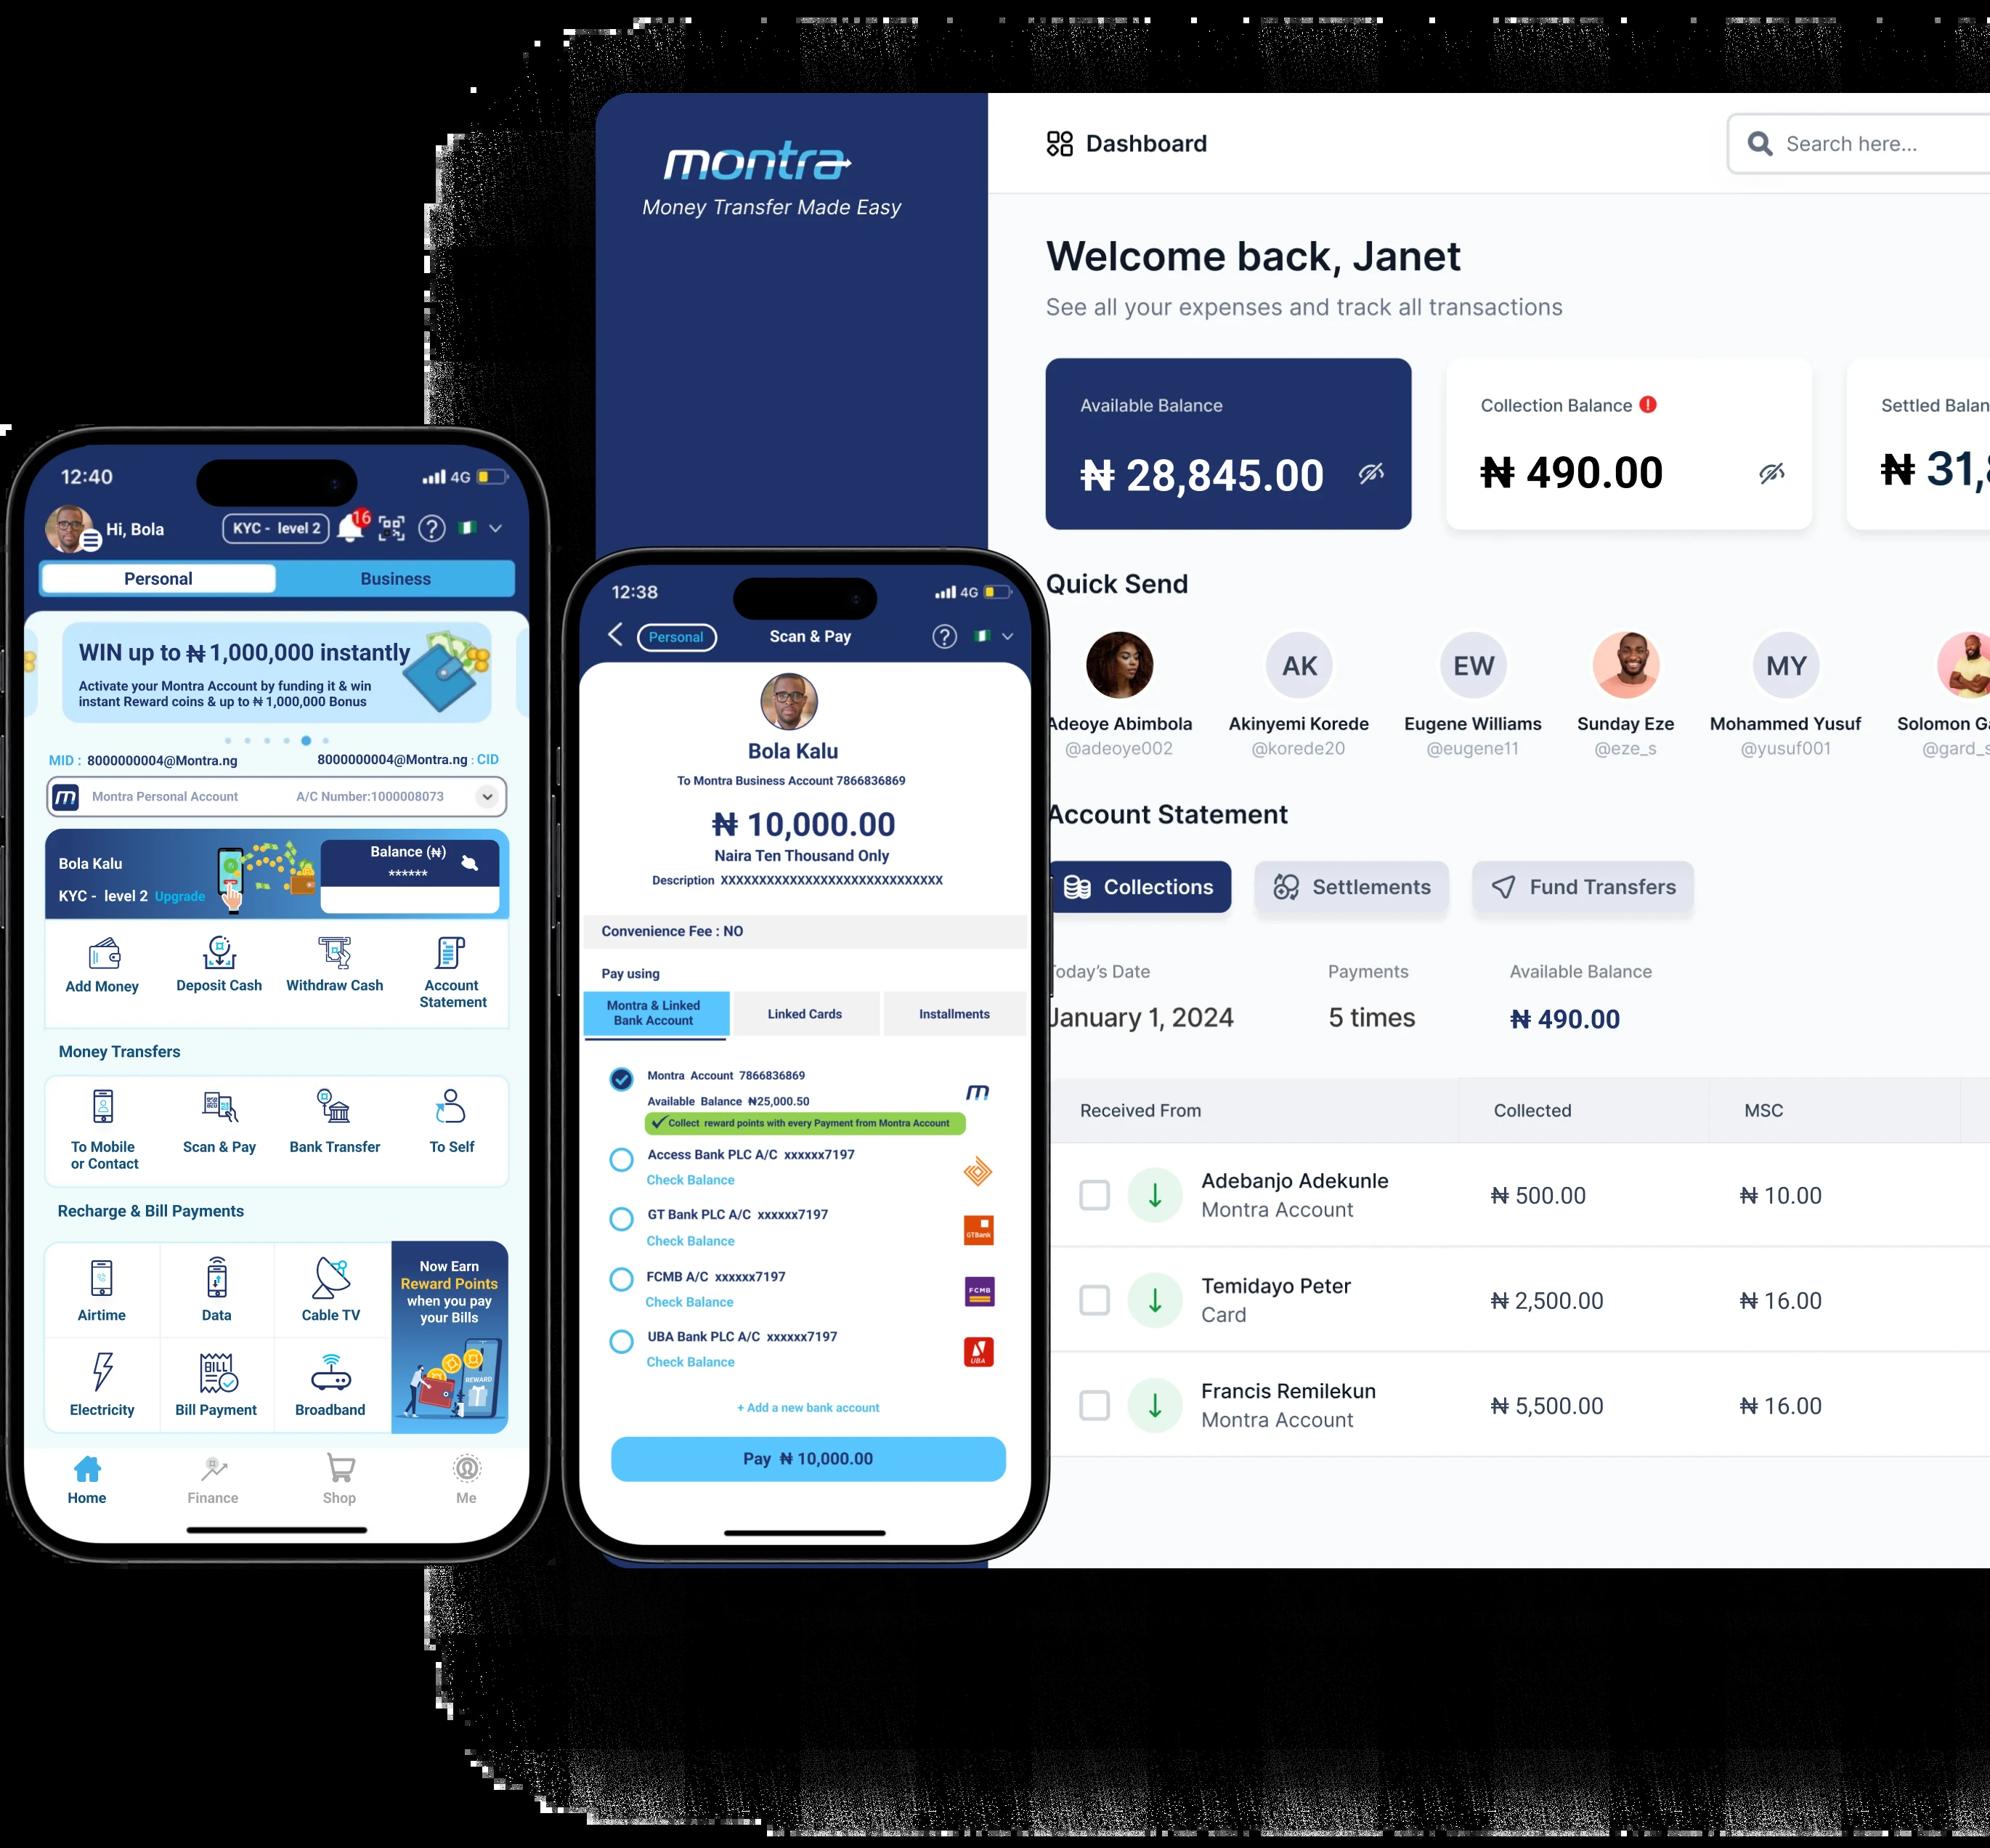 montra
Money Transfer Made Easy
Dashboard
Search here...
Welcome back, Janet
See all your expenses and track all transactions
Available Balance
₦ 28,845.00
Collection Balance
₦ 490.00
Settled Balan
₦ 31,
Quick Send
AK
EW
MY
Adeoye Abimbola
Akinyemi Korede
Eugene Williams
Sunday Eze
Mohammed Yusuf
Solomon G
@adeoye002
@korede20
@eugene11
@eze_s
@yusuf001
@gard_s
Account Statement
Collections
Settlements
Fund Transfers
Today's Date
Payments
Available Balance
January 1, 2024
5 times
₦ 490.00
Received From
Collected
MSC
Adebanjo Adekunle
Montra Account
₦ 500.00
₦ 10.00
Temidayo Peter
Card
₦ 2,500.00
₦ 16.00
Francis Remilekun
Montra Account
₦ 5,500.00
₦ 16.00
12:40
4G
Hi, Bola
KYC - level 2
16
Personal
Business
WIN up to ₦ 1,000,000 instantly
Activate your Montra Account by funding it & win
instant Reward coins & up to ₦ 1,000,000 Bonus
MID : 8000000004@Montra.ng
8000000004@Montra.ng : CID
m
Montra Personal Account
A/C Number:1000008073
Bola Kalu
KYC - level 2 Upgrade
Balance (₦)
******
Add Money
Deposit Cash
Withdraw Cash
Account
Statement
Money Transfers
To Mobile
or Contact
Scan & Pay
Bank Transfer
To Self
Recharge & Bill Payments
Airtime
Data
Cable TV
Electricity
BILL
Bill Payment
Broadband
Now Earn
Reward Points
when you pay
your Bills
REWARD
Home
Finance
Shop
Me
12:38
4G
Personal
Scan & Pay
Bola Kalu
To Montra Business Account 7866836869
₦ 10,000.00
Naira Ten Thousand Only
Description XXXXXXXXXXXXXXXXXXXXXXXXXXXXX
Convenience Fee : NO
Pay using
Montra & Linked
Bank Account
Linked Cards
Installments
Montra Account 7866836869
Available Balance ₦25,000.50
m
Collect reward points with every Payment from Montra Account
Access Bank PLC A/C xxxxxx7197
Check Balance
GT Bank PLC A/C xxxxxx7197
Check Balance
GTBank
FCMB A/C xxxxxx7197
Check Balance
FCMB
UBA Bank PLC A/C xxxxxx7197
Check Balance
UBA
+ Add a new bank account
Pay ₦ 10,000.00